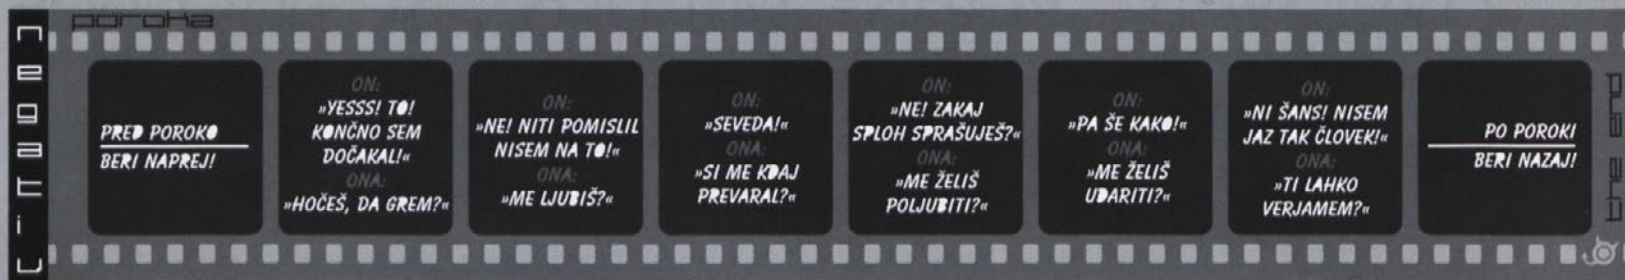 negativ
poroka
PRED POROKO
BERI NAPREJ!
ON:
»YESSS! TO!
KONČNO SEM
DOČAKAL!«
ONA:
»HOČEŠ, DA GREM?«
ON:
»NE! NITI POMISLIL
NISEM NA TO!«
ONA:
»ME LJUBIŠ?«
ON:
»SEVEDA!«
ONA:
»SI ME KDAJ
PREVARAL?«
ON:
»NE! ZAKAJ
SPLOH SPRAŠUJEŠ?«
ONA:
»ME ŽELIŠ
POLJUBITI?«
ON:
»PA ŠE KAKO!«
ONA:
»ME ŽELIŠ
UDARITI?«
ON:
»NI ŠANS! NISEM
JAZ TAK ČLOVEK!«
ONA:
»TI LAHKO
VERJAMEM?«
PO POROKI
BERI NAZAJ!
the end